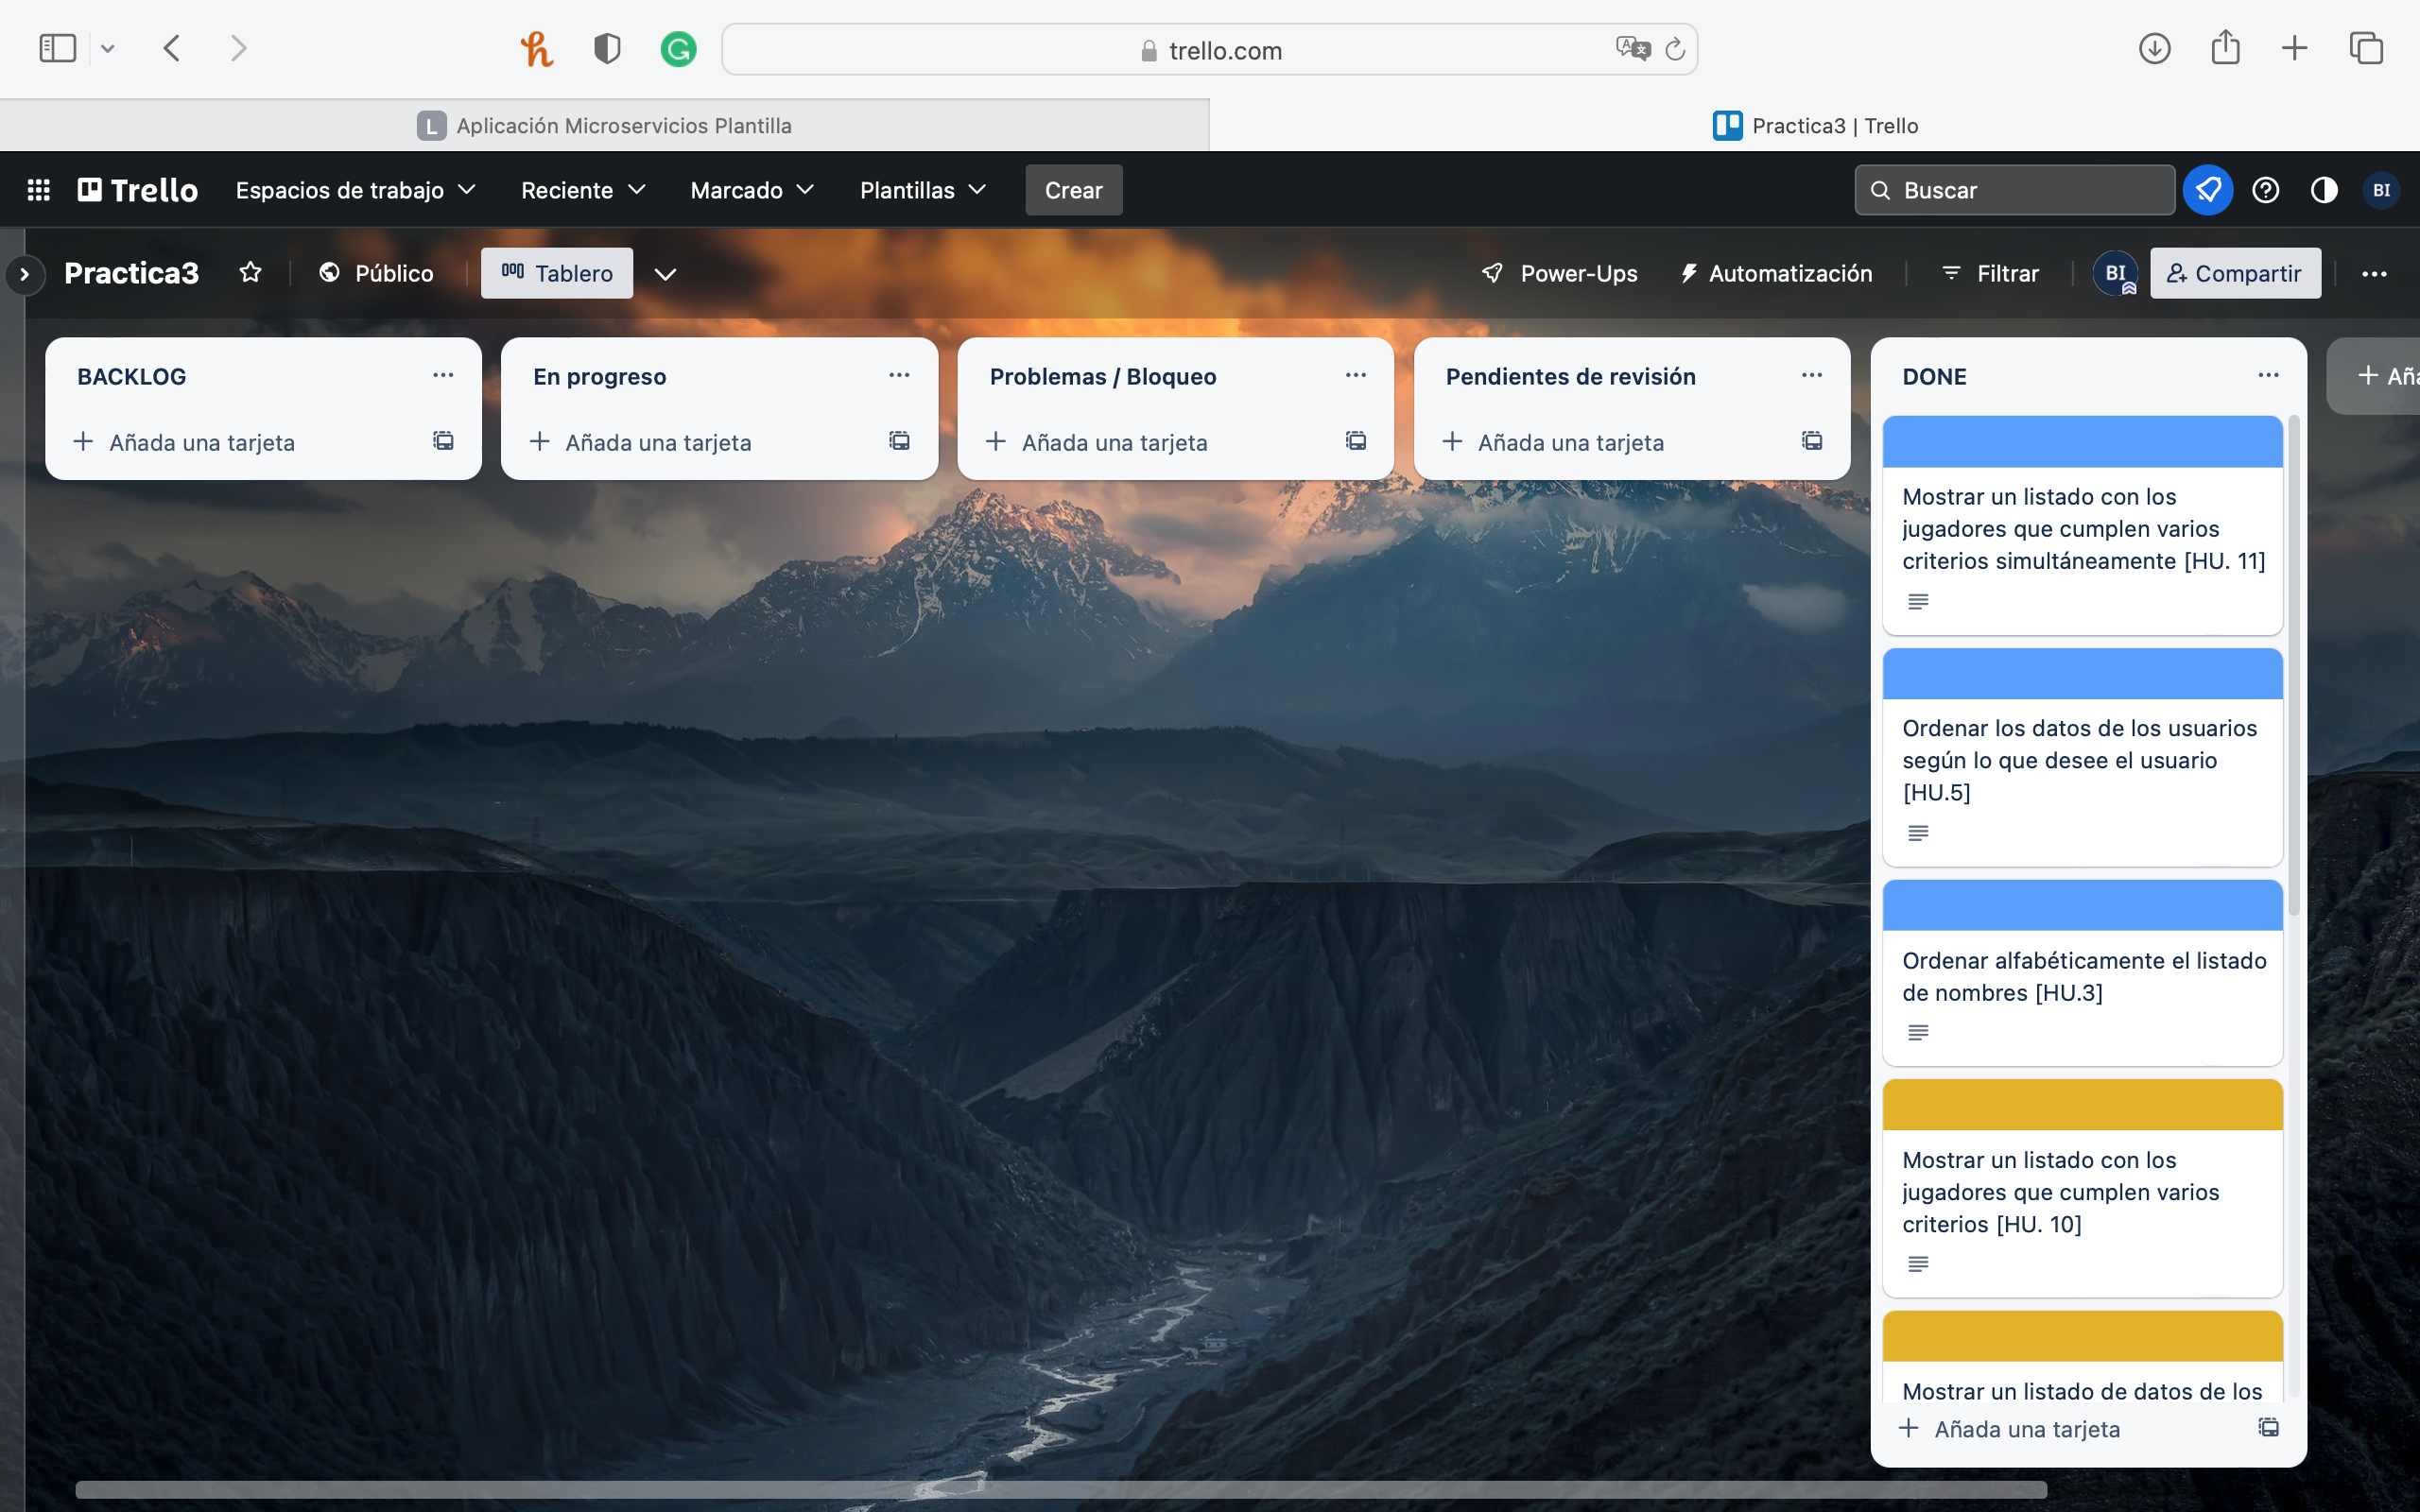 trello.com
L Aplicación Microservicios Plantilla
Practica3 | Trello
Trello
Espacios de trabajo
Reciente
Marcado
Plantillas
Crear
Buscar
BI
Practica3
Público
Tablero
Power-Ups
Automatización
Filtrar
BI
Compartir
BACKLOG
Añada una tarjeta
En progreso
Añada una tarjeta
Problemas / Bloqueo
Añada una tarjeta
Pendientes de revisión
Añada una tarjeta
DONE
Mostrar un listado con los
jugadores que cumplen varios
criterios simultáneamente [HU. 11]
Ordenar los datos de los usuarios
según lo que desee el usuario
[HU.5]
Ordenar alfabéticamente el listado
de nombres [HU.3]
Mostrar un listado con los
jugadores que cumplen varios
criterios [HU. 10]
Mostrar un listado de datos de los
Añada una tarjeta